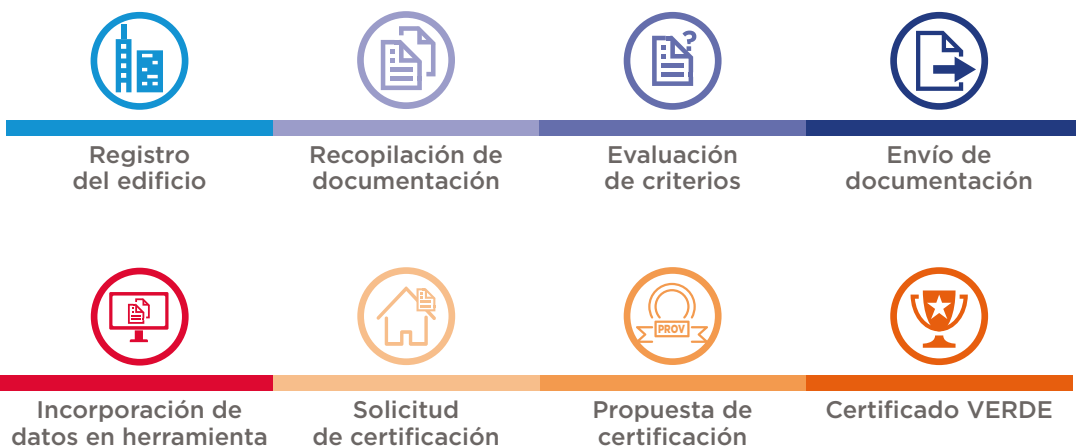 ?
Registro
del edificio
Recopilación de
documentación
Evaluación
de criterios
Envío de
documentación
PROV
Incorporación de
datos en herramienta
Solicitud
de certificación
Propuesta de
certificación
Certificado VERDE